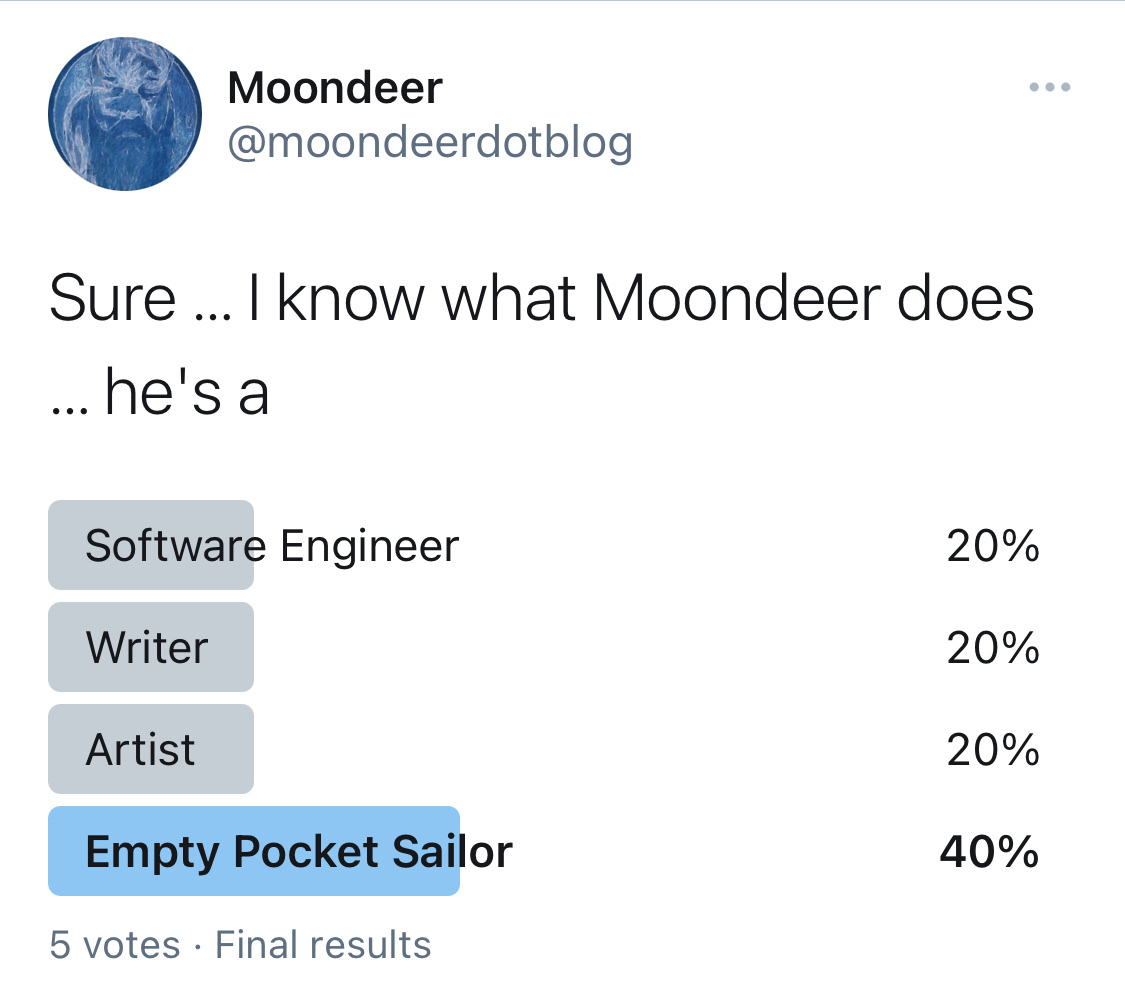 Moondeer
@moondeerdotblog
Sure ... I know what Moondeer does
... he's a
Software Engineer 20%
Writer 20%
Artist 20%
Empty Pocket Sailor 40%
5 votes · Final results